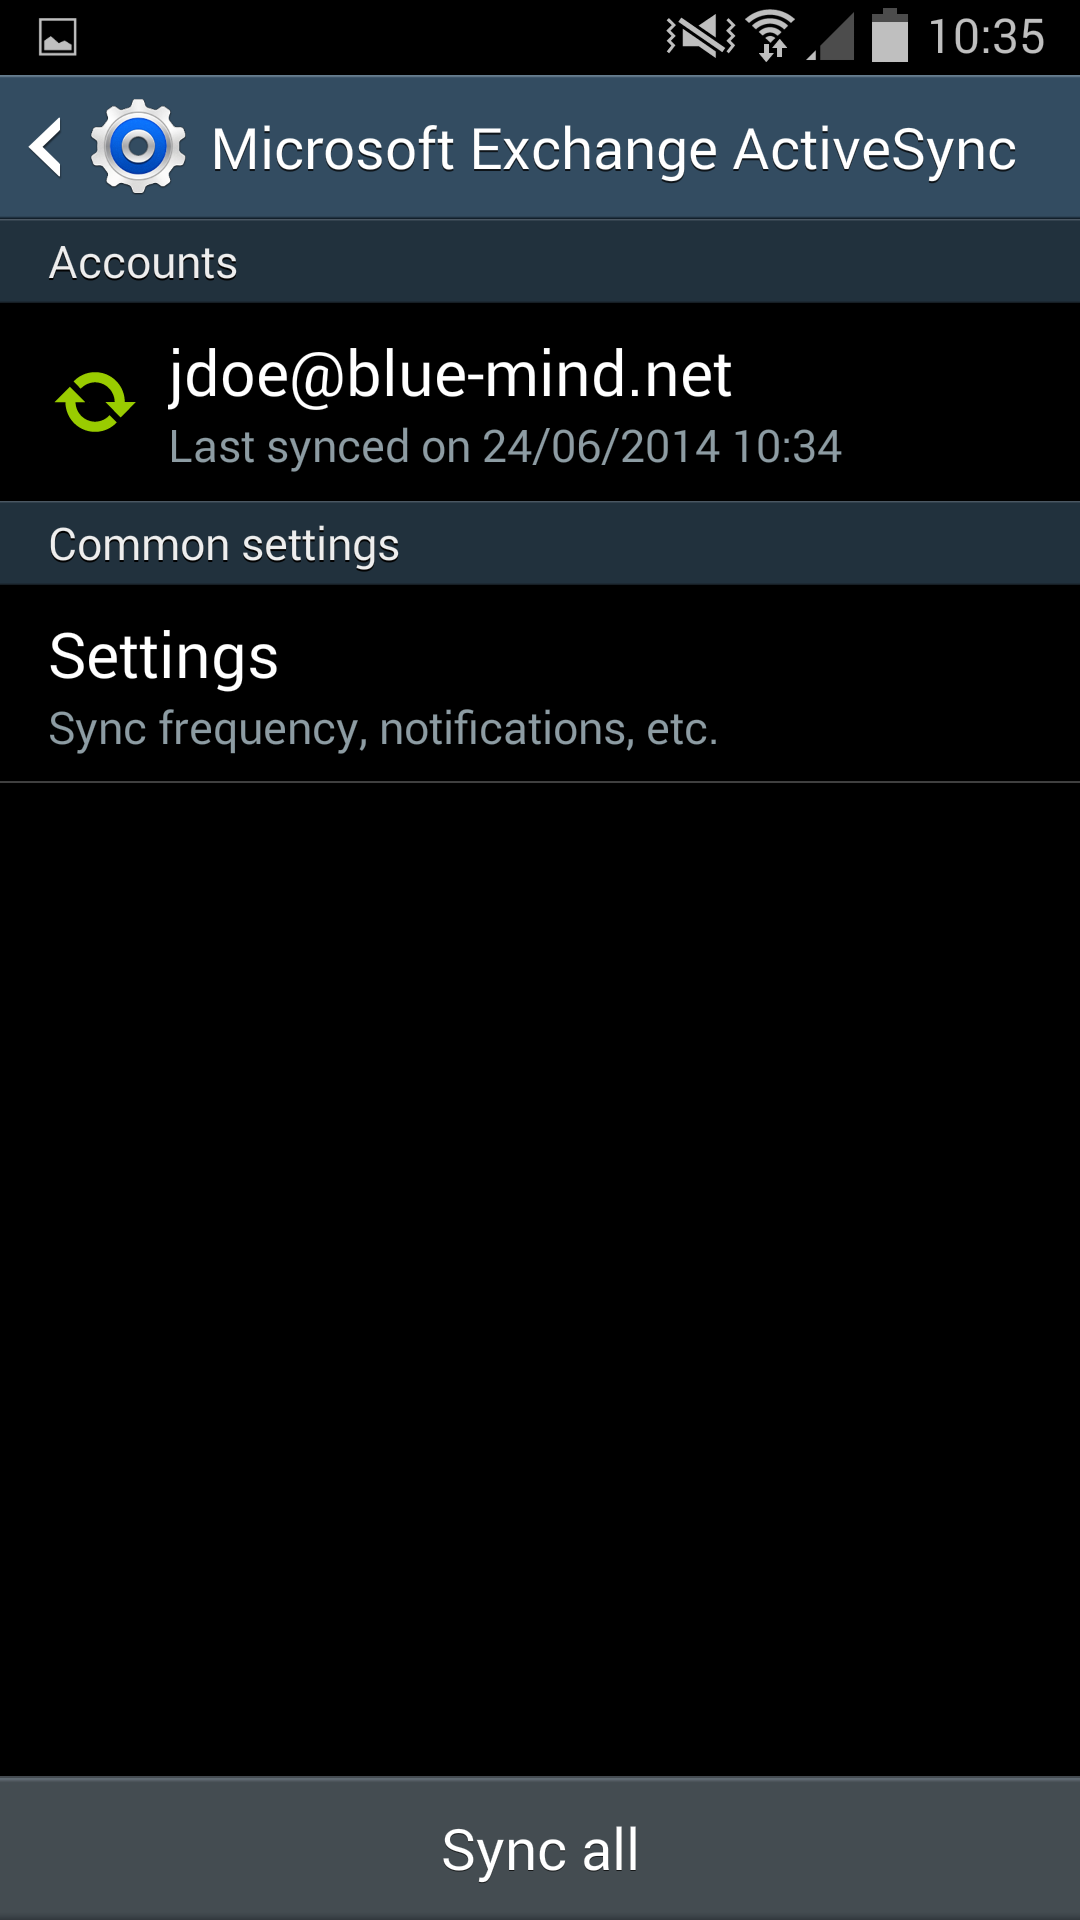 10:35
Microsoft Exchange ActiveSync
Accounts
jdoe@blue-mind.net
Last synced on 24/06/2014 10:34
Common settings
Settings
Sync frequency, notifications, etc.
Sync all